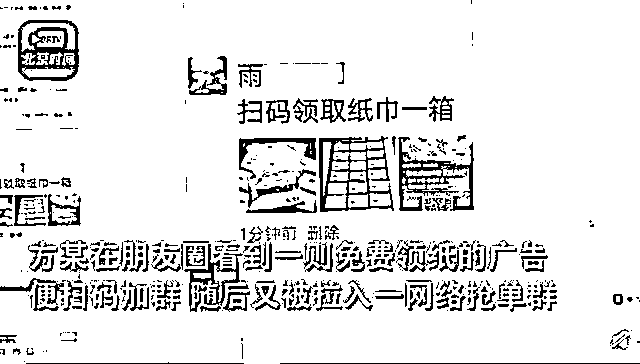 北京时间
雨
扫码领取纸巾一箱
领取纸巾一箱
1分钟前 删除
方某在朋友圈看到一则免费领纸的广告
便扫码加群 随后又被拉入一网络抢单群